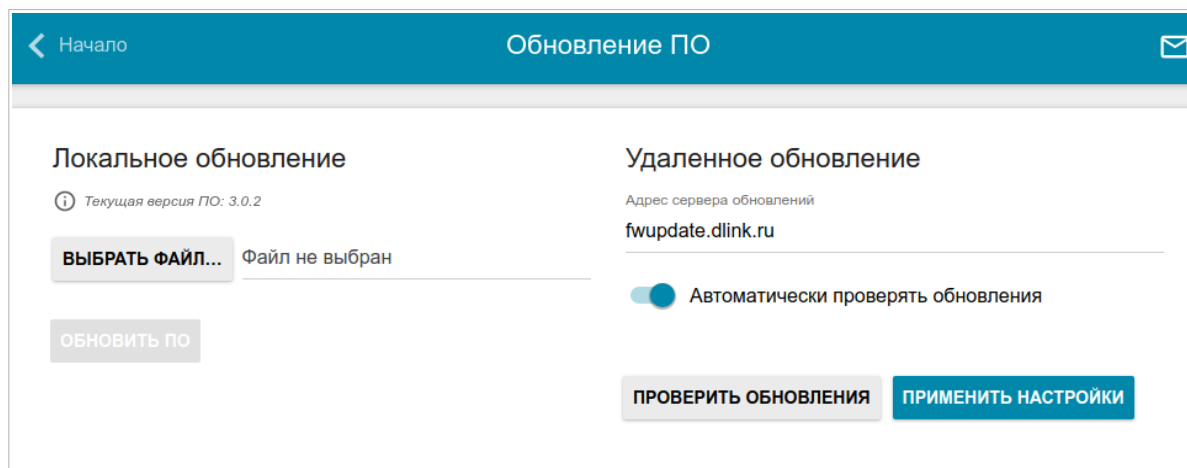 Начало
Обновление ПО
Локальное обновление
Текущая версия ПО: 3.0.2
ВЫБРАТЬ ФАЙЛ...
Файл не выбран
ОБНОВИТЬ ПО
Удаленное обновление
Адрес сервера обновлений
fwupdate.dlink.ru
Автоматически проверять обновления
ПРОВЕРИТЬ ОБНОВЛЕНИЯ
ПРИМЕНИТЬ НАСТРОЙКИ